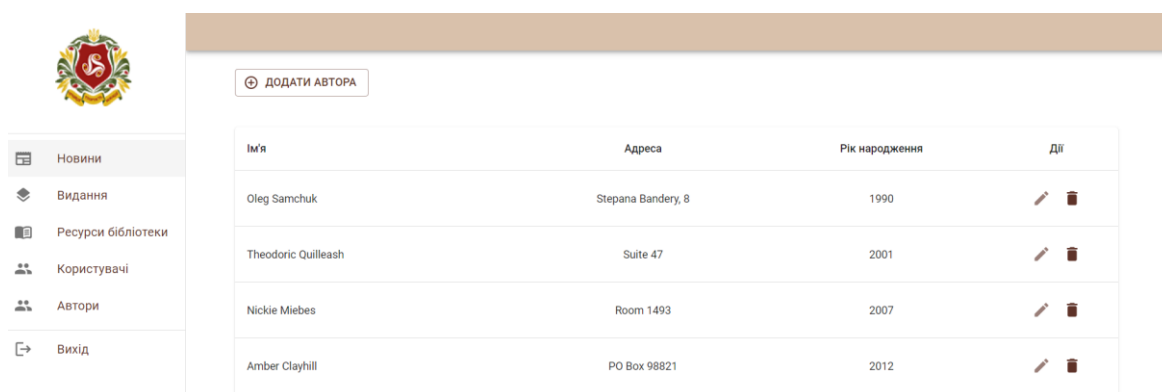 ДОДАТИ АВТОРА
Новини
Видання
Ресурси бібліотеки
Користувачі
Автори
Вихід
Ім'я Адреса Рік народження Дії
Oleg Samchuk Stepana Bandery, 8 1990
Theodoric Quilleash Suite 47 2001
Nickie Miebes Room 1493 2007
Amber Clayhill PO Box 98821 2012